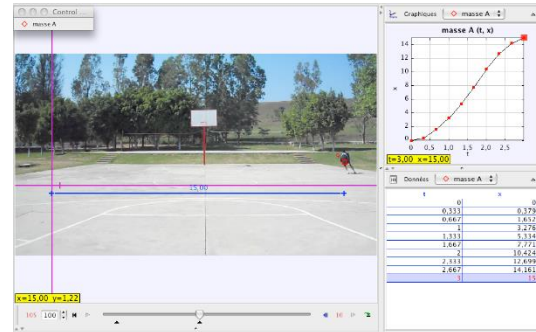 Control
masse A
15,00
x=15,00 y=1,22
105 100
Graphiques masse A
masse A (t, x)
x
14
12
10
8
6
4
2
0
0 0,5 1,0 1,5 2,0 2,5
t
t=3,00 x=15,00
Données masse A
t x
0 0
0,333 0,379
0,667 1,652
1 3,276
1,333 5,334
1,667 7,771
2 10,424
2,333 12,699
2,667 14,161
3 15